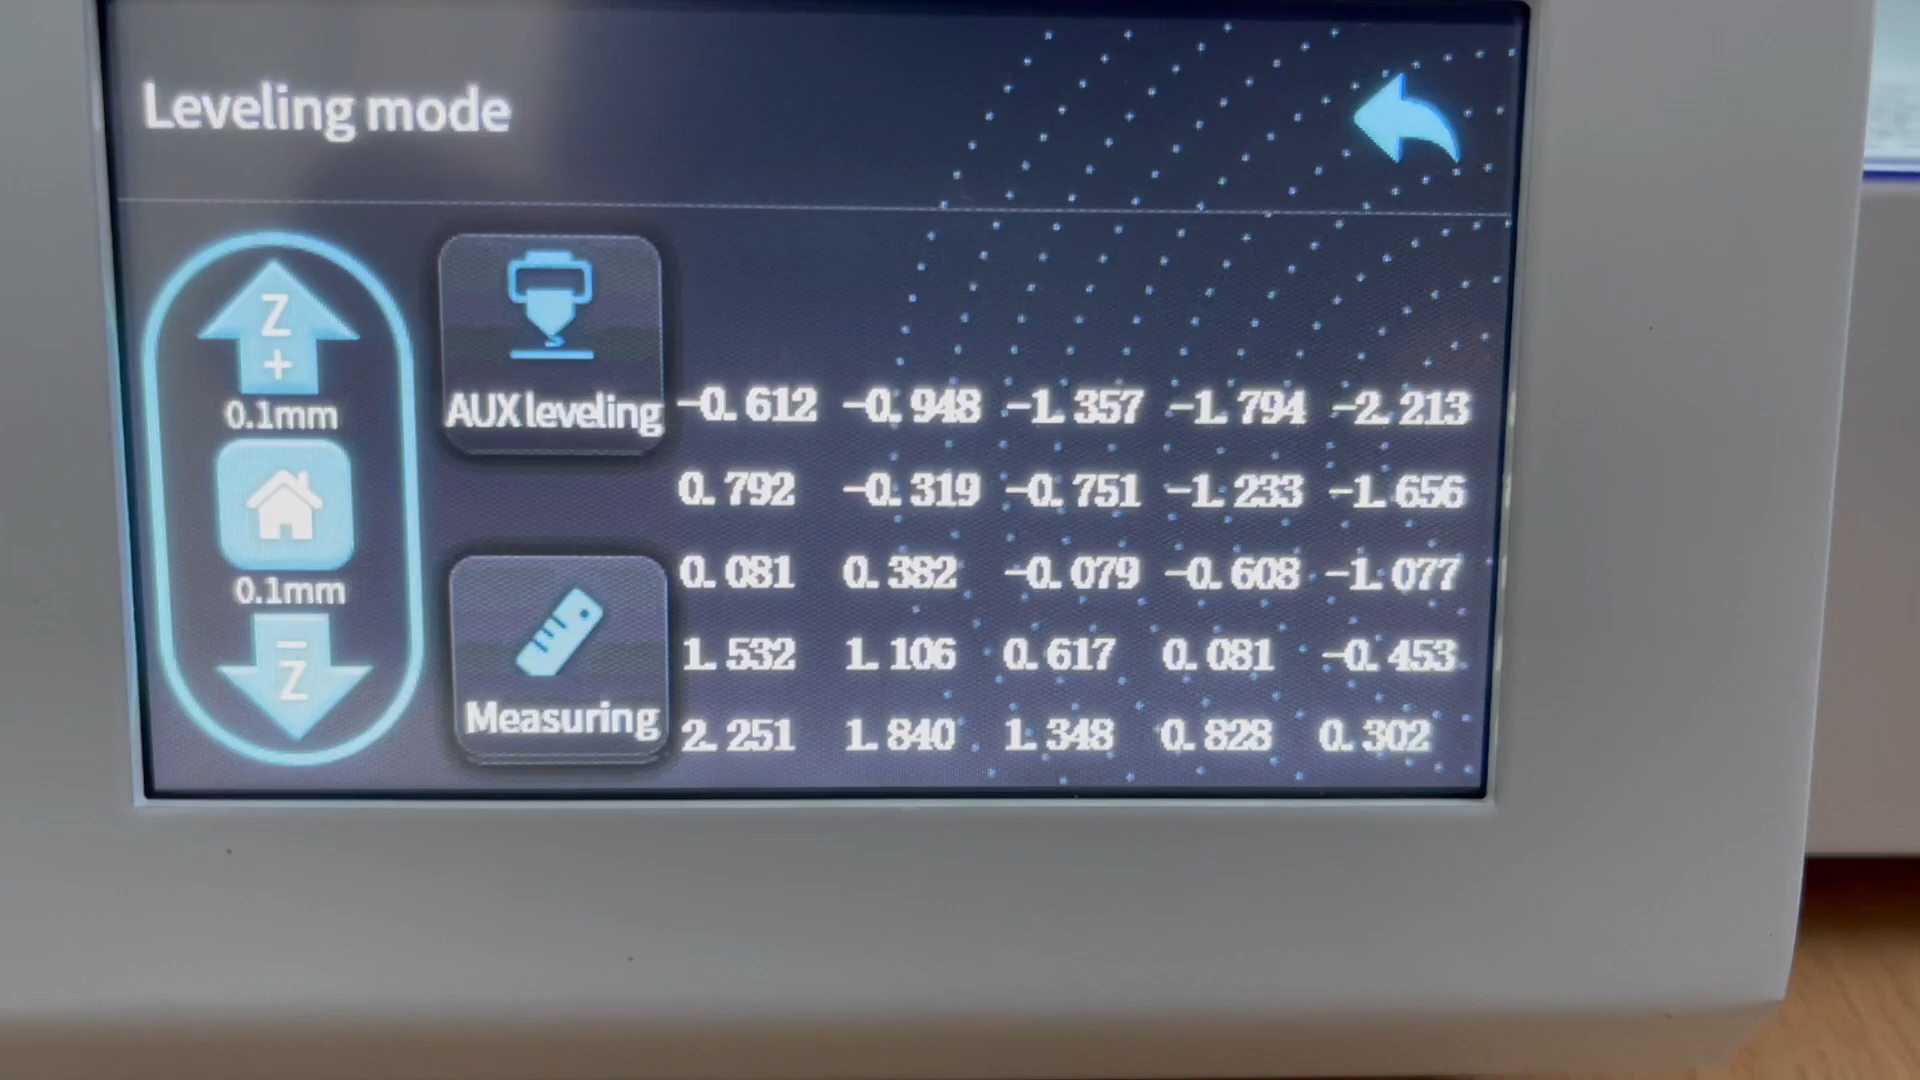 Leveling mode
Z
+
0.1mm
0.1mm
–
Z
AUX leveling
Measuring
-0.612 -0.948 -1.357 -1.794 -2.213
0.792 -0.319 -0.751 -1.233 -1.656
0.081 0.382 -0.079 -0.608 -1.077
1.532 1.106 0.617 0.081 -0.453
2.251 1.840 1.348 0.828 0.302